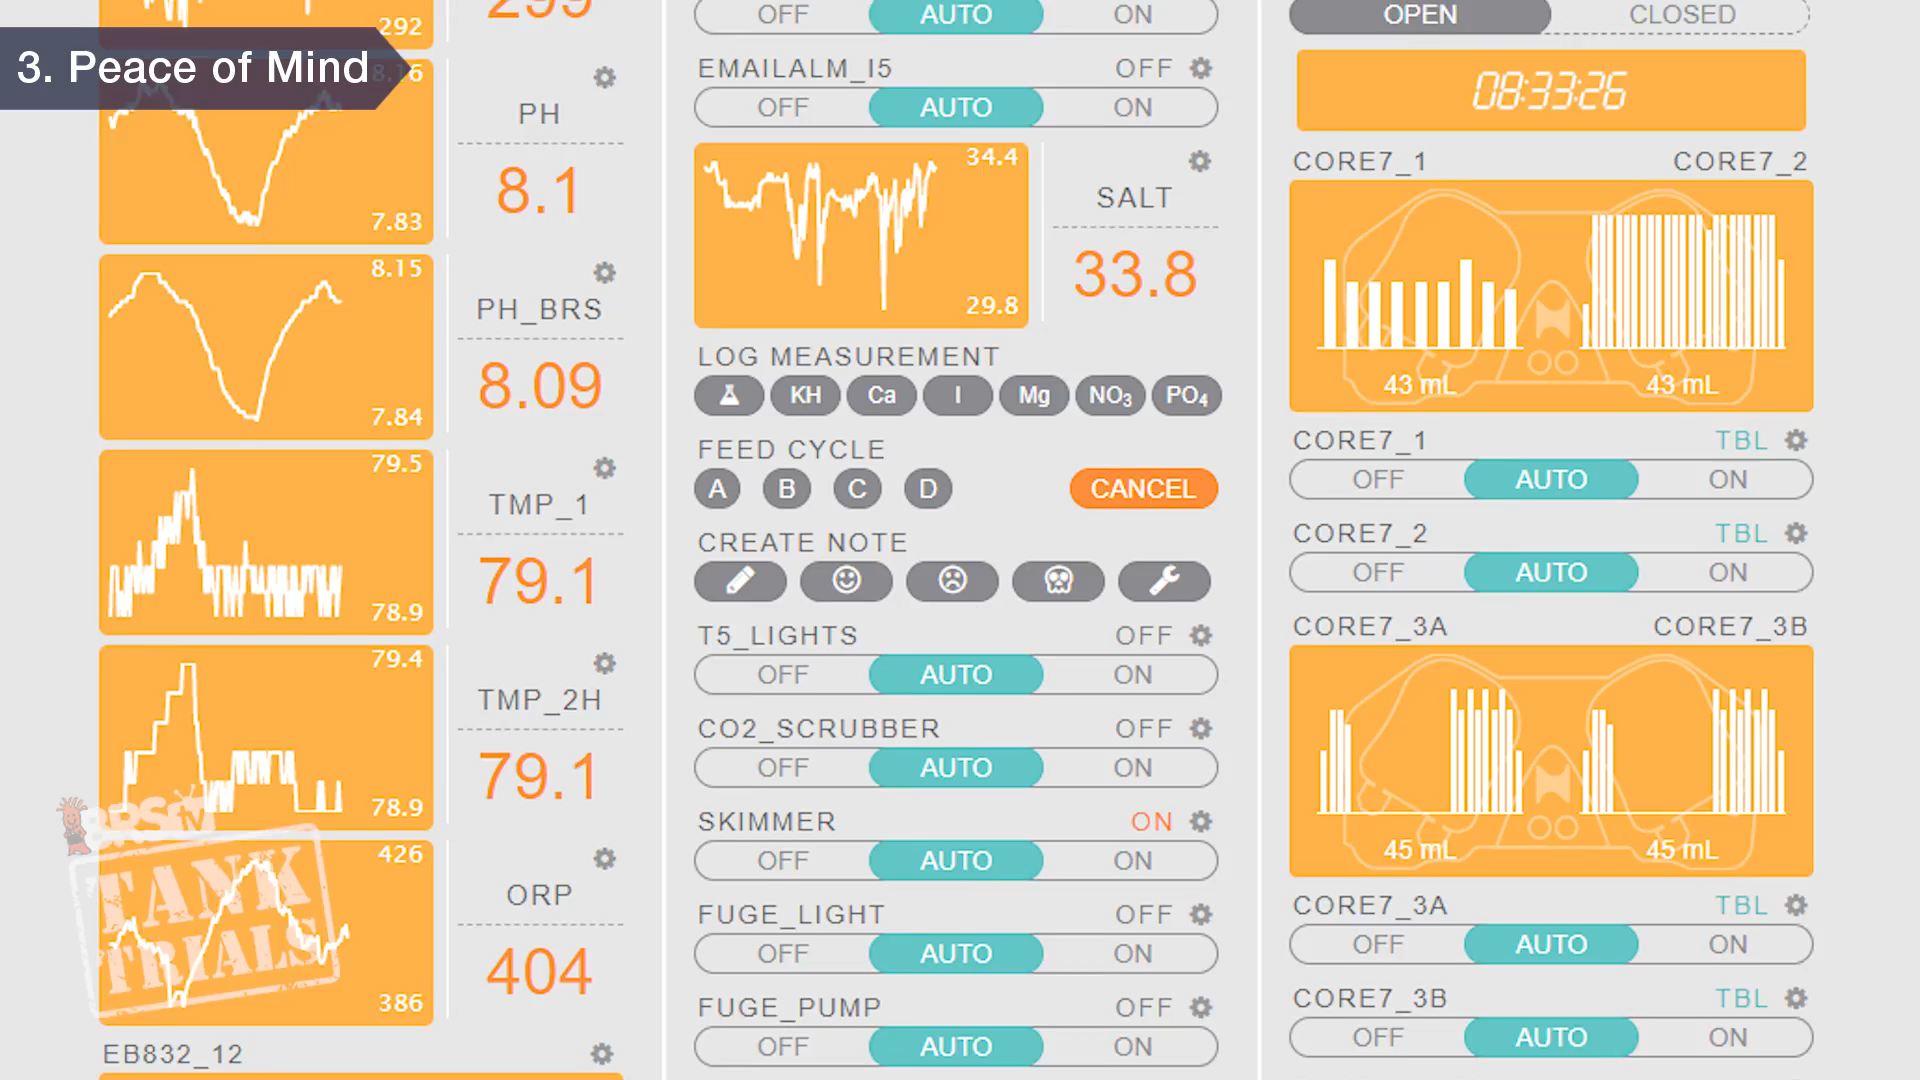 292
299
3. Peace of Mind
8.16
PH
8.1
7.83
8.15
PH_BRS
8.09
7.84
79.5
TMP_1
79.1
78.9
79.4
TMP_2H
79.1
78.9
BRStv
TANK
TRIALS
426
ORP
404
386
EB832_12
OFF AUTO ON
EMAILALM_I5 OFF
OFF AUTO ON
34.4
SALT
33.8
29.8
LOG MEASUREMENT
KH Ca I Mg NO3 PO4
FEED CYCLE
A B C D CANCEL
CREATE NOTE
T5_LIGHTS OFF
OFF AUTO ON
CO2_SCRUBBER OFF
OFF AUTO ON
SKIMMER ON
OFF AUTO ON
FUGE_LIGHT OFF
OFF AUTO ON
FUGE_PUMP OFF
OFF AUTO ON
OPEN CLOSED
08:33:26
CORE7_1 CORE7_2
43 mL 43 mL
CORE7_1 TBL
OFF AUTO ON
CORE7_2 TBL
OFF AUTO ON
CORE7_3A CORE7_3B
45 mL 45 mL
CORE7_3A TBL
OFF AUTO ON
CORE7_3B TBL
OFF AUTO ON